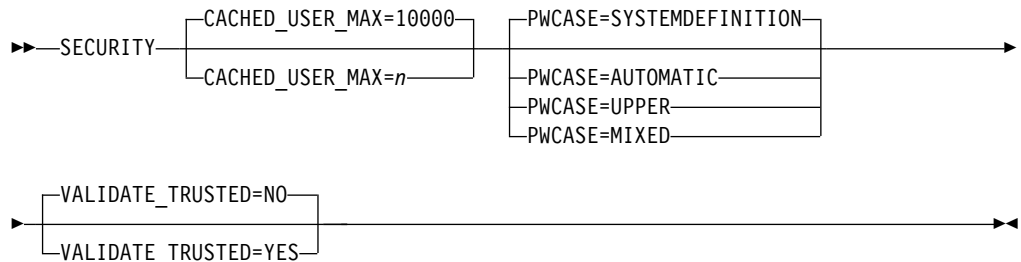 CACHED_USER_MAX=10000
PWCASE=SYSTEMDEFINITION
SECURITY
CACHED_USER_MAX=n
PWCASE=AUTOMATIC
PWCASE=UPPER
PWCASE=MIXED
VALIDATE_TRUSTED=NO
VALIDATE TRUSTED=YES